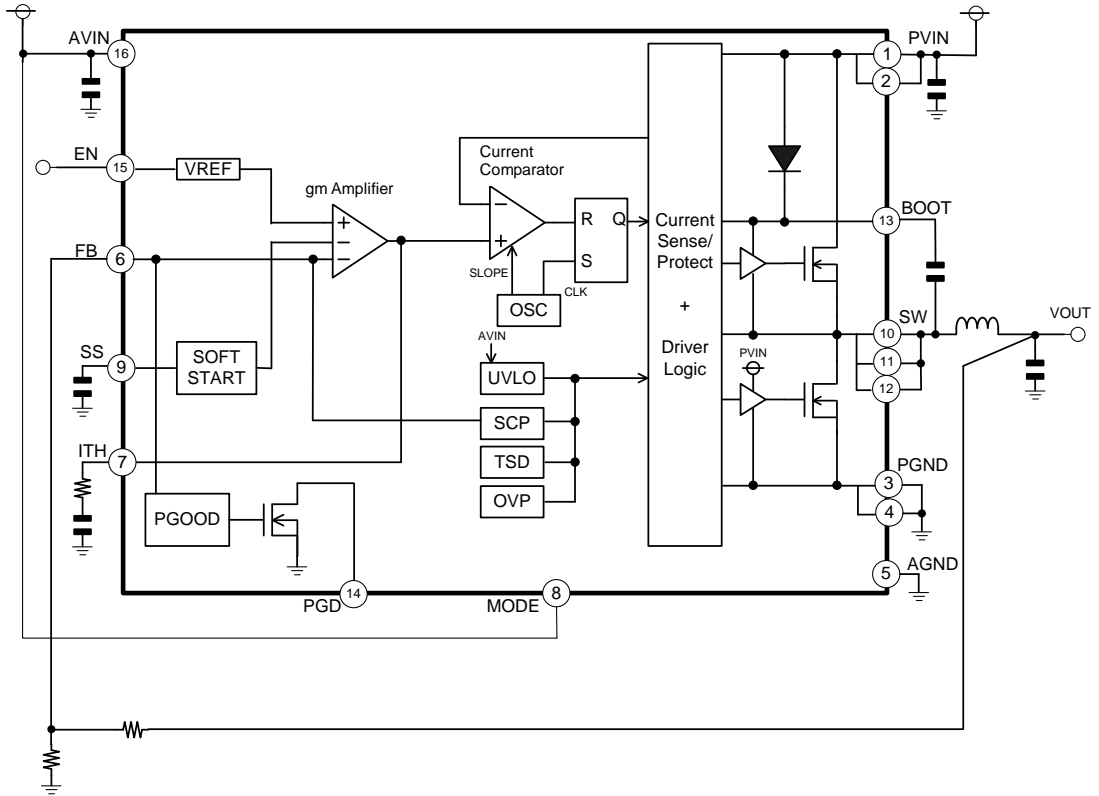 AVIN
16
1
PVIN
2
EN
15
VREF
gm Amplifier
+
−
−
Current
Comparator
−
+
R
Q
S
SLOPE
CLK
OSC
Current
Sense/
Protect
+
Driver
Logic
13
BOOT
FB
6
SS
9
SOFT
START
AVIN
UVLO
SCP
TSD
OVP
PVIN
SW
10
11
12
VOUT
ITH
7
PGOOD
PGND
3
4
5
AGND
PGD
14
MODE
8